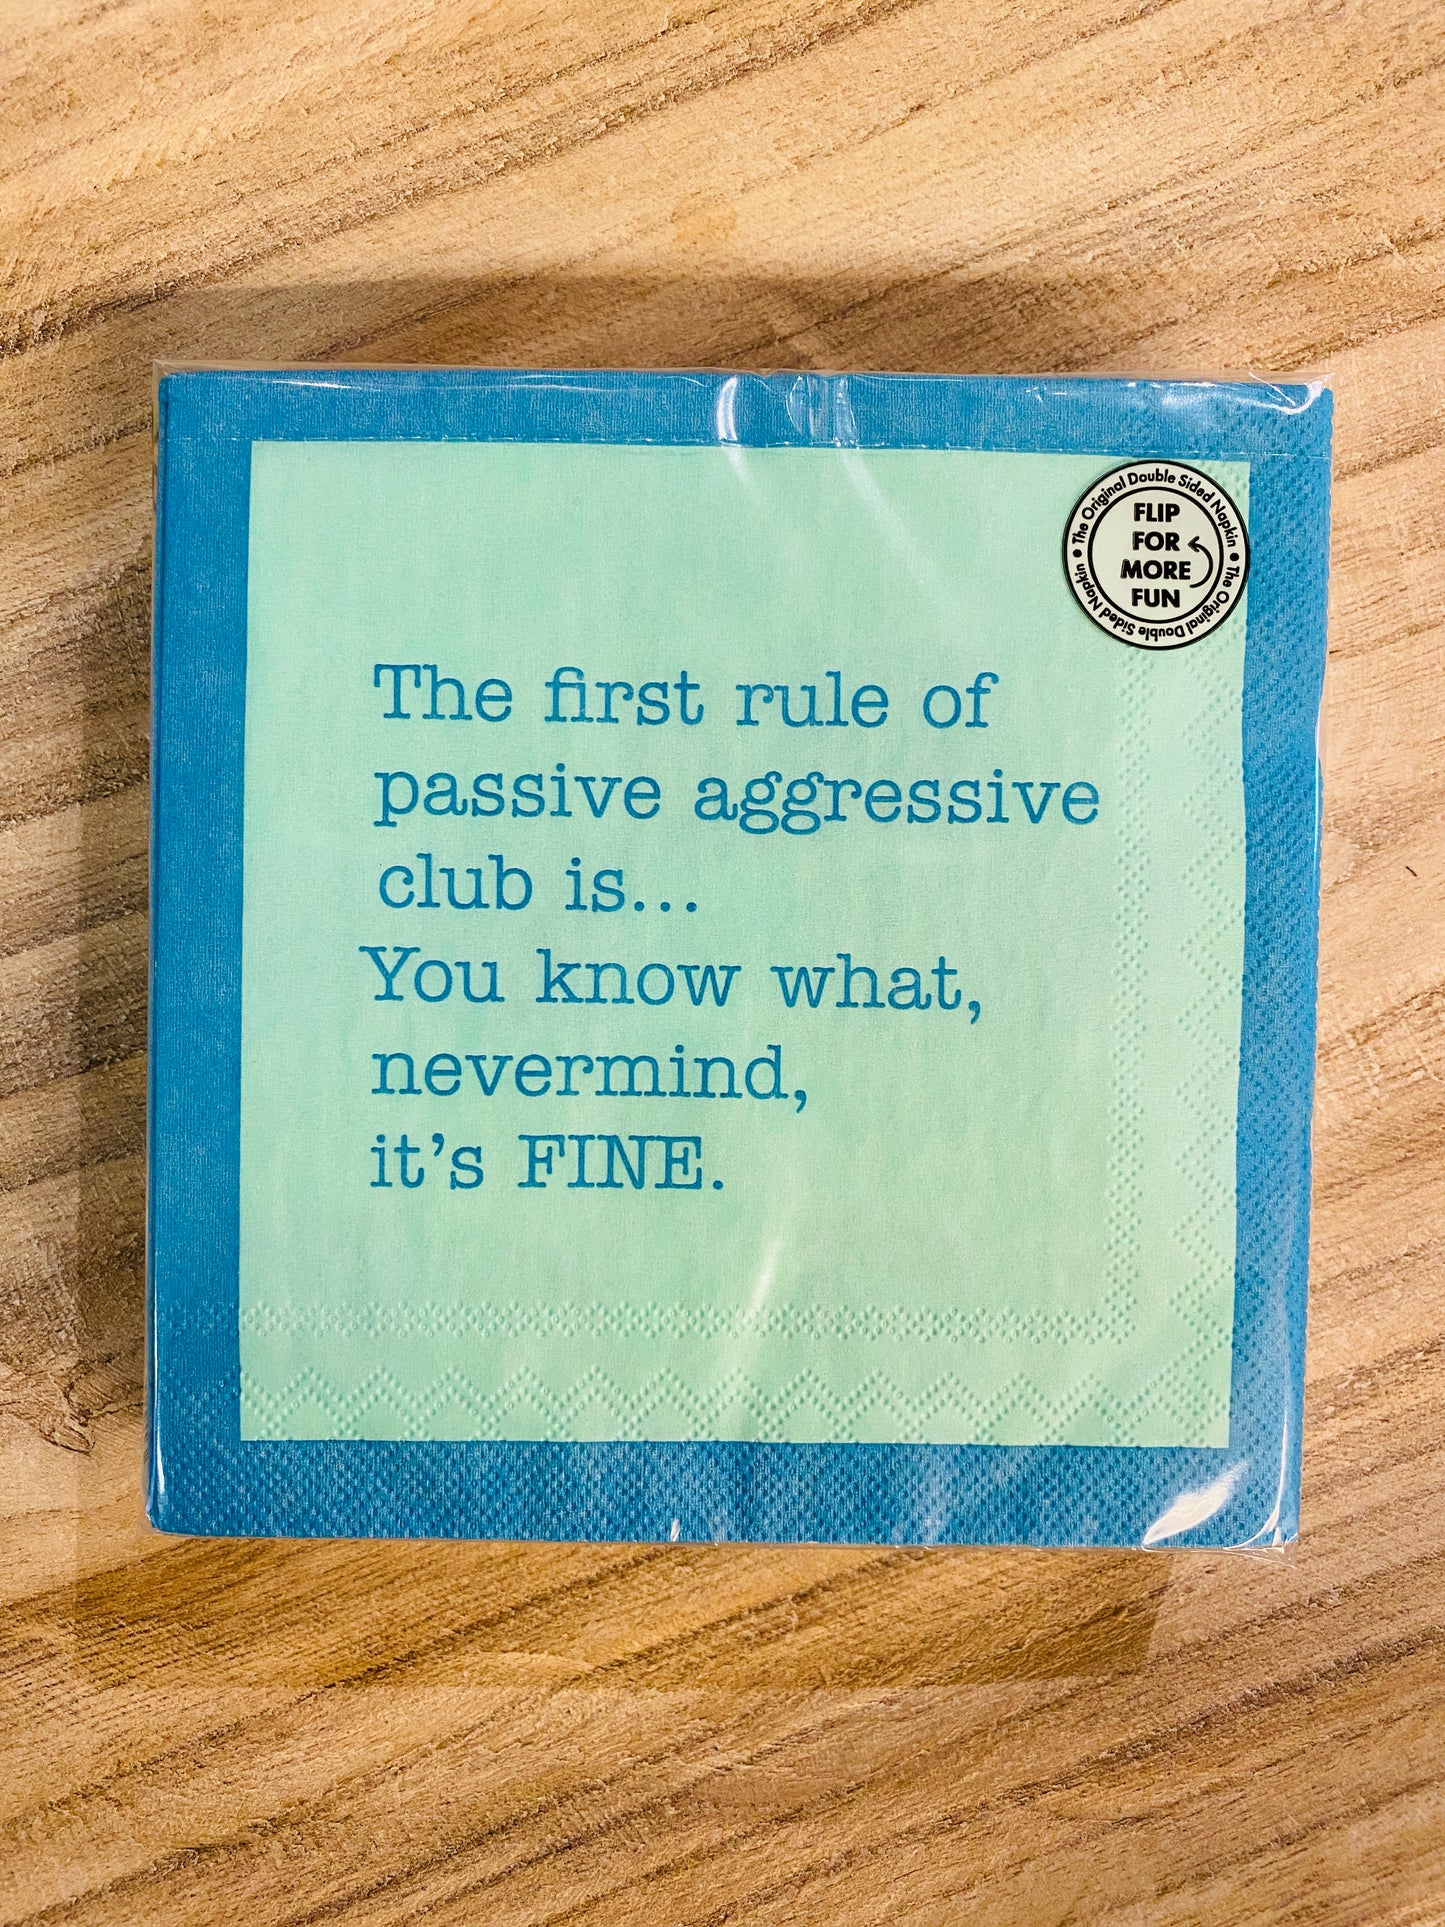 The Original Double Sided Napkin • The Original Double Sided Napkin •
FLIP
FOR
MORE
FUN
The first rule of
passive aggressive
club is...
You know what,
nevermind,
it’s FINE.